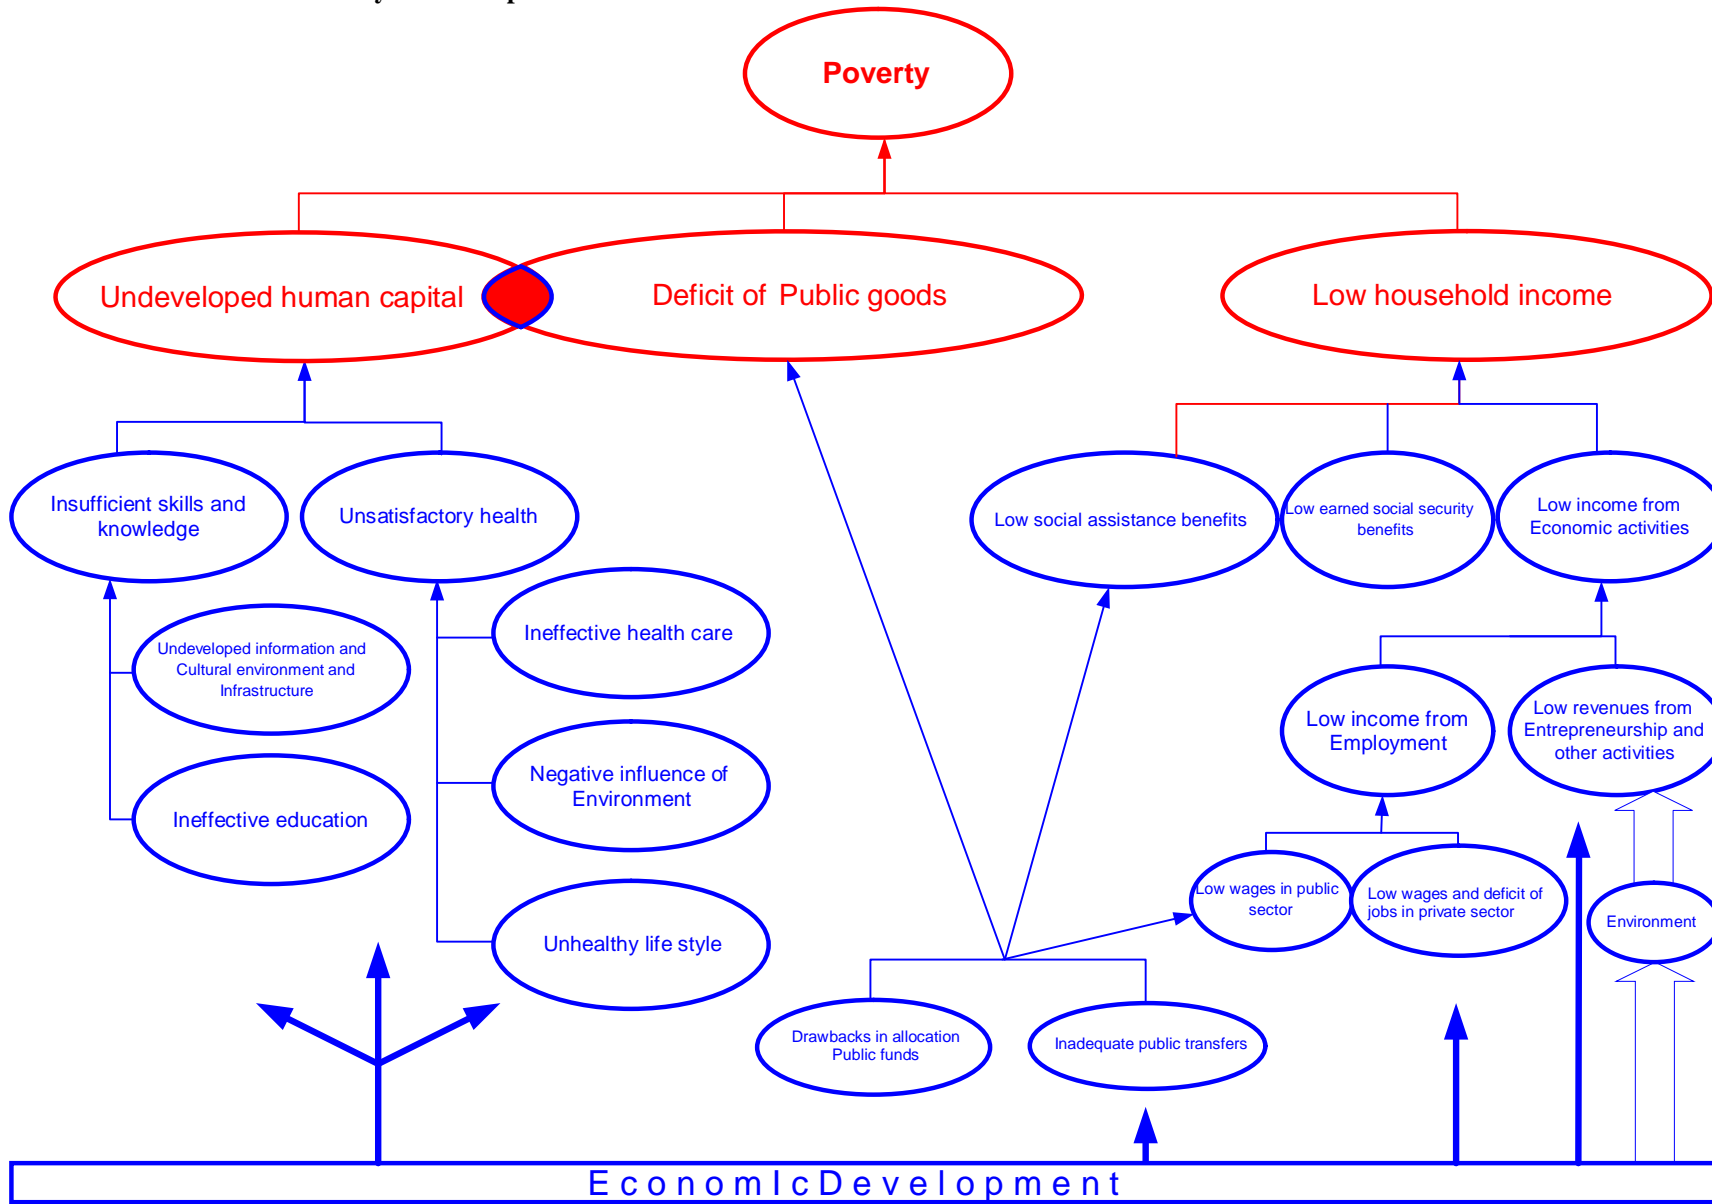 Poverty
Undeveloped human capital
Deficit of Public goods
Low household income
Insufficient skills and
knowledge
Unsatisfactory health
Low social assistance benefits
Low earned social security
benefits
Low income from
Economic activities
Undeveloped information and
Cultural environment and
Infrastructure
Ineffective health care
Low income from
Employment
Low revenues from
Entrepreneurship and
other activities
Negative influence of
Environment
Ineffective education
Low wages in public
sector
Low wages and deficit of
jobs in private sector
Environment
Unhealthy life style
Drawbacks in allocation
Public funds
Inadequate public transfers
EconomIcDevelopment